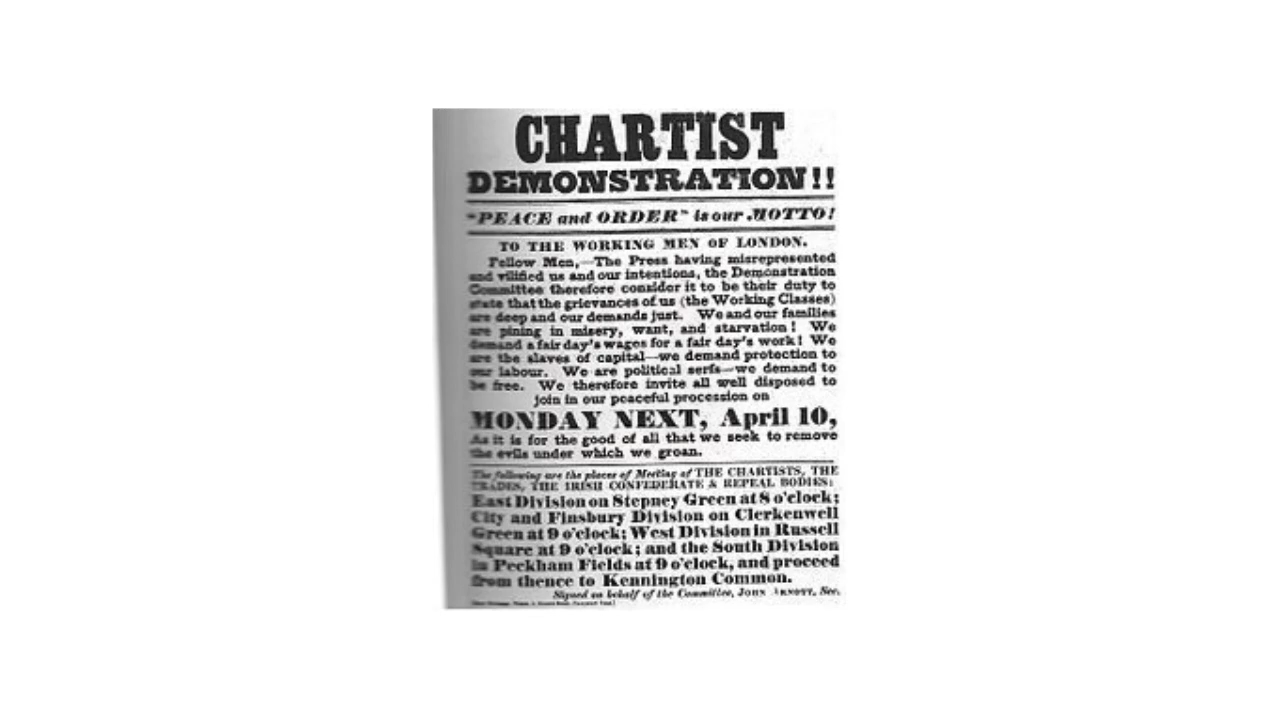 CHARTIST
DEMONSTRATION!!
"PEACE and ORDER" is our MOTTO!
TO THE WORKING MEN OF LONDON.
Fellow Men,—The Press having misrepresented
and vilified us and our intentions, the Demonstration
Committee therefore consider it to be their duty to
state that the grievances of us (the Working Classes)
are deep and our demands just. We and our families
are pining in misery, want, and starvation! We
demand a fair day's wages for a fair day's work! We
are the slaves of capital—we demand protection to
our labour. We are political serfs—we demand to
be free. We therefore invite all well disposed to
join in our peaceful procession on
MONDAY NEXT, April 10,
As it is for the good of all that we seek to remove
the evils under which we groan.
The following are the places of Meeting of THE CHARTISTS, THE
TRADES, THE IRISH CONFEDERATE & REPEAL BODIES:
East Division on Stepney Green at 8 o'clock;
City and Finsbury Division on Clerkenwell
Green at 9 o'clock; West Division in Russell
Square at 9 o'clock; and the South Division
in Peckham Fields at 9 o'clock, and proceed
from thence to Kennington Common.
Signed on behalf of the Committee, JOHN ARNOTT, Sec.